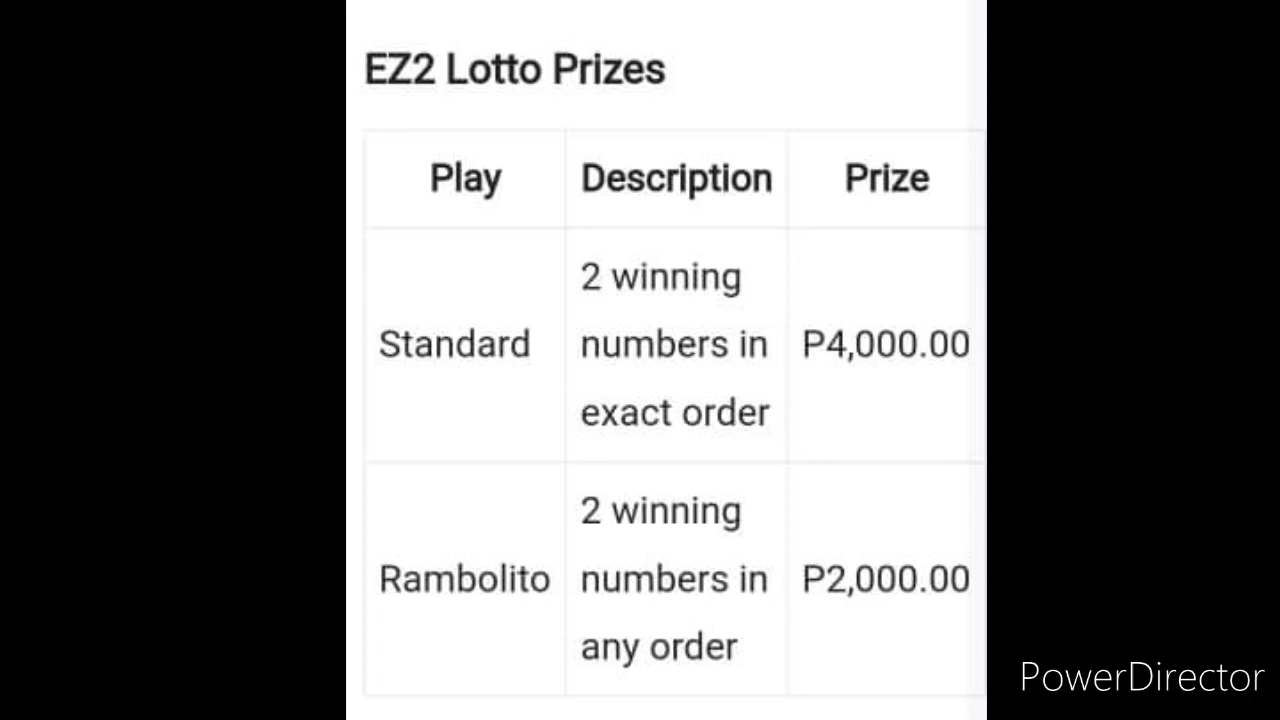 EZ2 Lotto Prizes
Play Description Prize
2 winning
Standard numbers in P4,000.00
exact order
2 winning
Rambolito numbers in P2,000.00
any order
PowerDirector